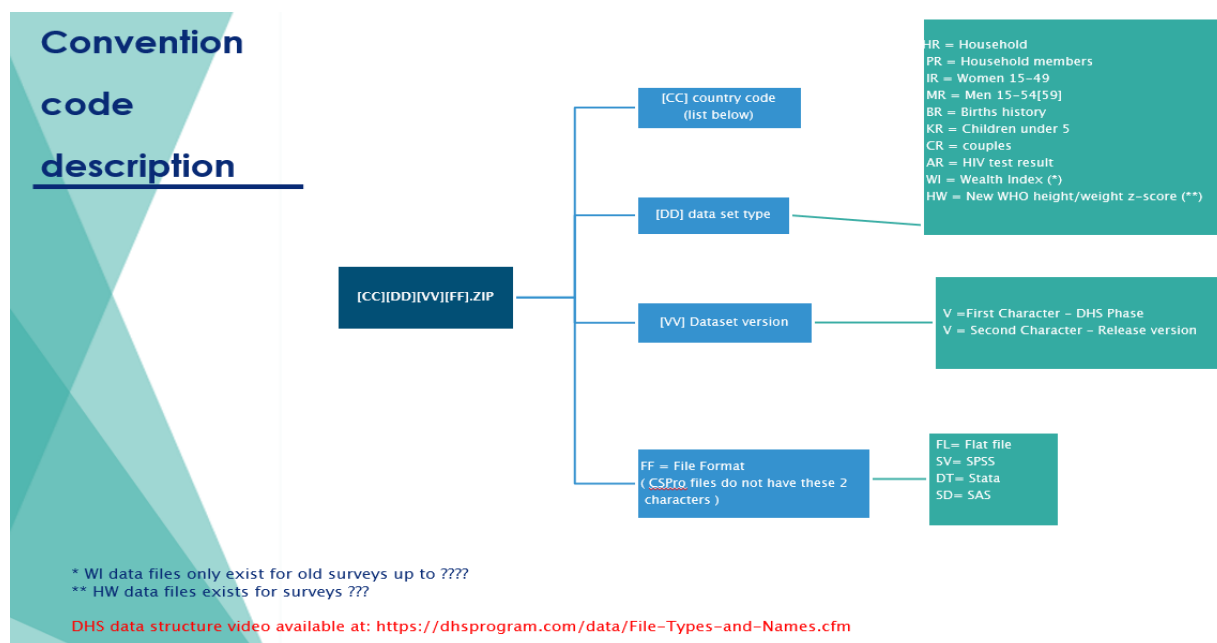 Convention
code
description
[CC][DD][VV][FF].ZIP
[CC] country code
(list below)
[DD] data set type
HR = Household
PR = Household members
IR = Women 15-49
MR = Men 15-54[59]
BR = Births history
KR = Children under 5
CR = couples
AR = HIV test result
WI = Wealth Index (*)
HW = New WHO height/weight z-score (**)
[VV] Dataset version
V =First Character - DHS Phase
V = Second Character - Release version
FF = File Format
( CSPro files do not have these 2
characters )
FL= Flat file
SV= SPSS
DT= Stata
SD= SAS
* WI data files only exist for old surveys up to ????
** HW data files exists for surveys ???
DHS data structure video available at: https://dhsprogram.com/data/File-Types-and-Names.cfm